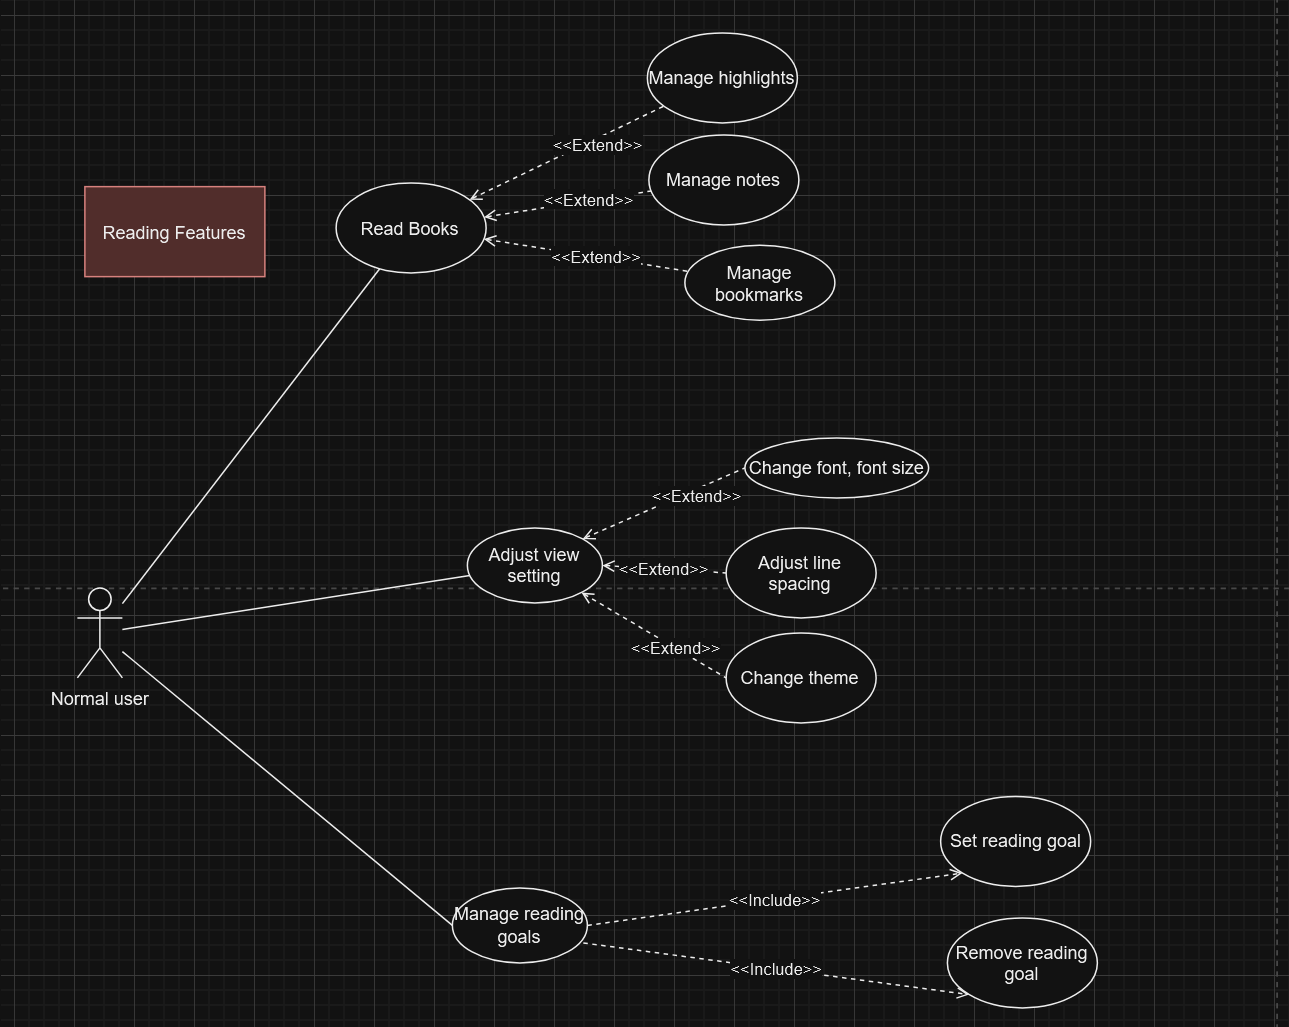 Manage highlights
<<Extend>>
Manage notes
<<Extend>>
Reading Features
Read Books
<<Extend>>
Manage
bookmarks
Change font, font size
<<Extend>>
Adjust view
setting
<<Extend>>
Adjust line
spacing
<<Extend>>
Change theme
Normal user
Set reading goal
<<Include>>
Manage reading
goals
<<Include>>
Remove reading
goal